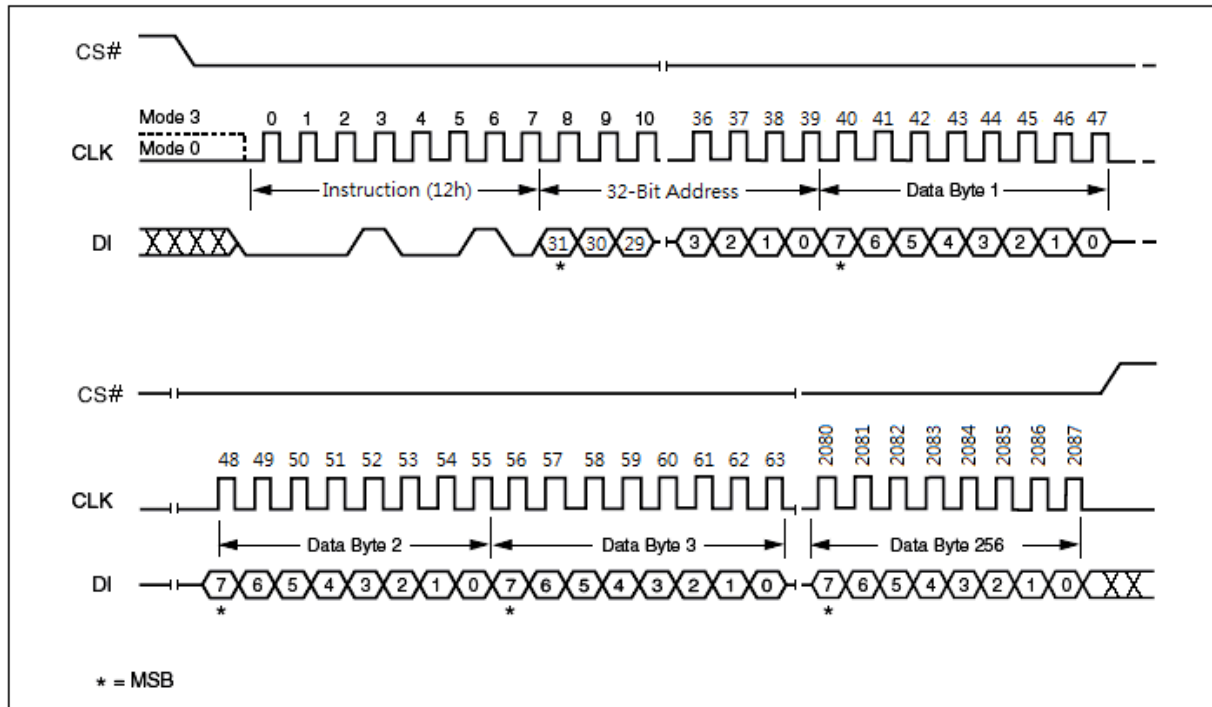 CS#
Mode 3 0 1 2 3 4 5 6 7 8 9 10 36 37 38 39 40 41 42 43 44 45 46 47
Mode 0
CLK
Instruction (12h) 32-Bit Address Data Byte 1
DI 31 30 29 3 2 1 0 7 6 5 4 3 2 1 0
* *
CS#
48 49 50 51 52 53 54 55 56 57 58 59 60 61 62 63 2080 2081 2082 2083 2084 2085 2086 2087
CLK
Data Byte 2 Data Byte 3 Data Byte 256
DI 7 6 5 4 3 2 1 0 7 6 5 4 3 2 1 0 7 6 5 4 3 2 1 0
* * *
* = MSB